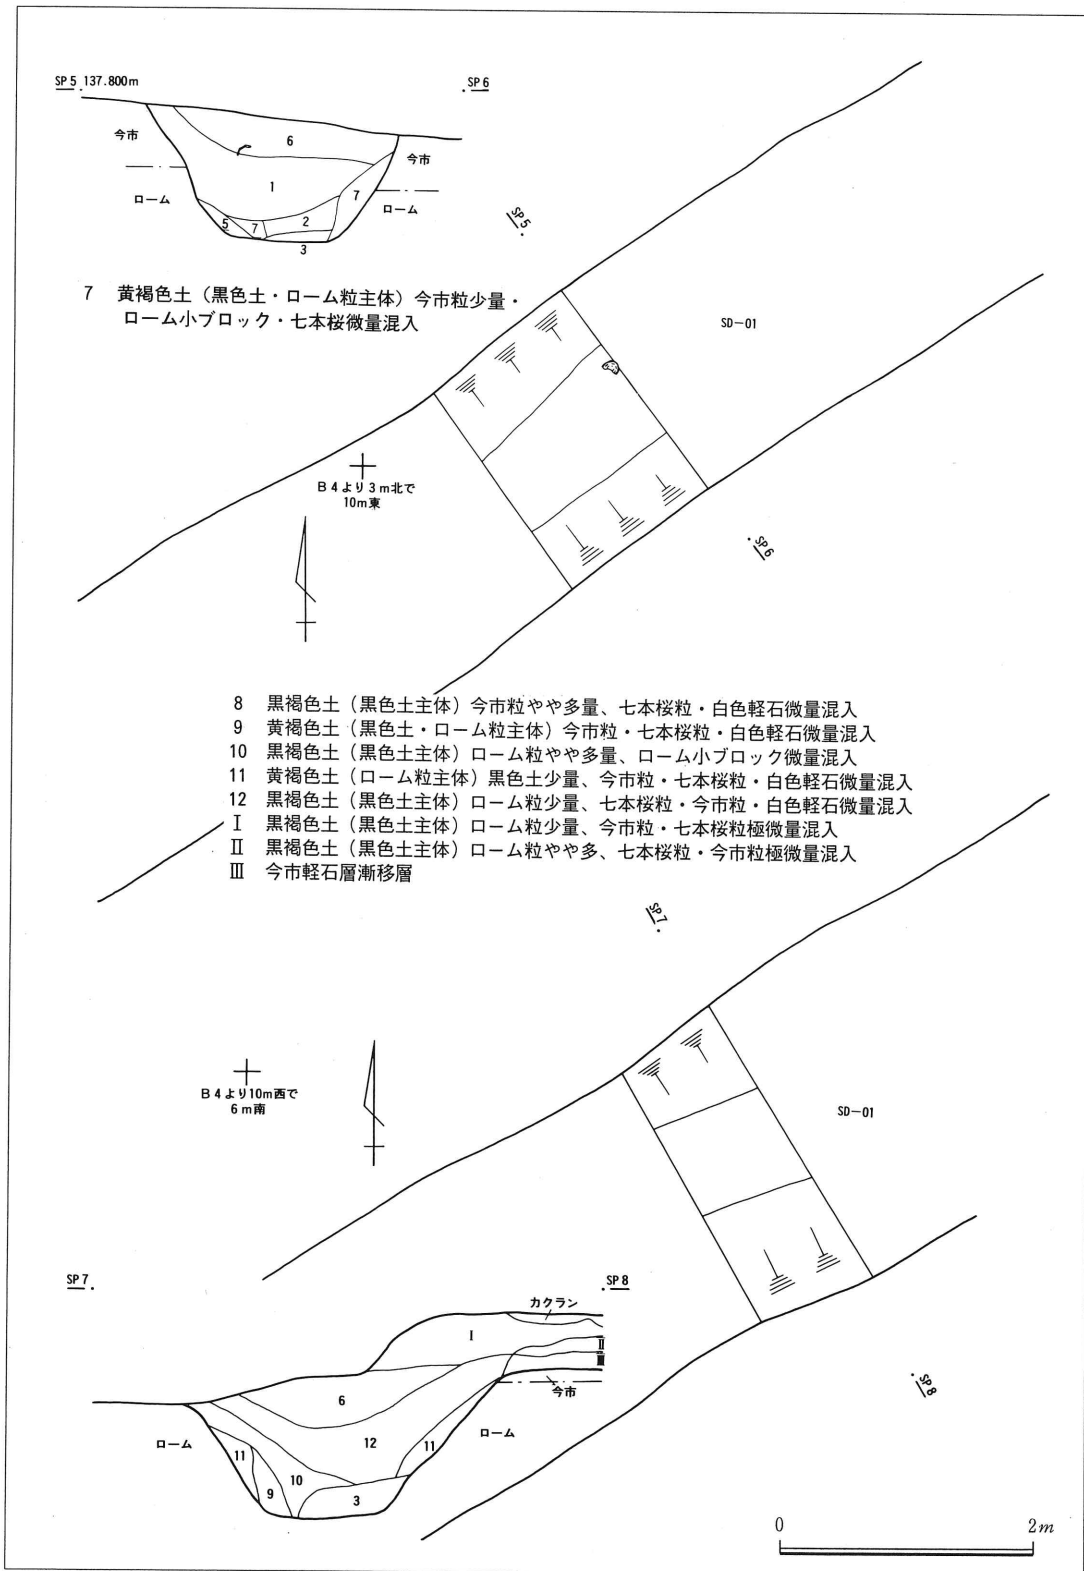 SP5 137.800m
SP6
今市
6
今市
1
ローム
7
ローム
5
7
2
3
SP5
7 黄褐色土（黒色土・ローム粒主体）今市粒少量・
ローム小ブロック・七本桜微量混入
SD-01
B4より3m北で
10m東
SP6
8 黒褐色土（黒色土主体）今市粒やや多量、七本桜粒・白色軽石微量混入
9 黄褐色土（黒色土・ローム粒主体）今市粒・七本桜粒・白色軽石微量混入
10 黒褐色土（黒色土主体）ローム粒やや多量、ローム小ブロック微量混入
11 黄褐色土（ローム粒主体）黒色土少量、今市粒・七本桜粒・白色軽石微量混入
12 黒褐色土（黒色土主体）ローム粒少量、七本桜粒・今市粒・白色軽石微量混入
Ⅰ 黒褐色土（黒色土主体）ローム粒少量、今市粒・七本桜粒極微量混入
Ⅱ 黒褐色土（黒色土主体）ローム粒やや多、七本桜粒・今市粒極微量混入
Ⅲ 今市軽石層漸移層
SP7
B4より10m西で
6m南
SD-01
SP7
SP8
カクラン
Ⅰ
Ⅱ
Ⅲ
今市
6
SP8
ローム
12
11
ローム
11
10
9
3
0 2m